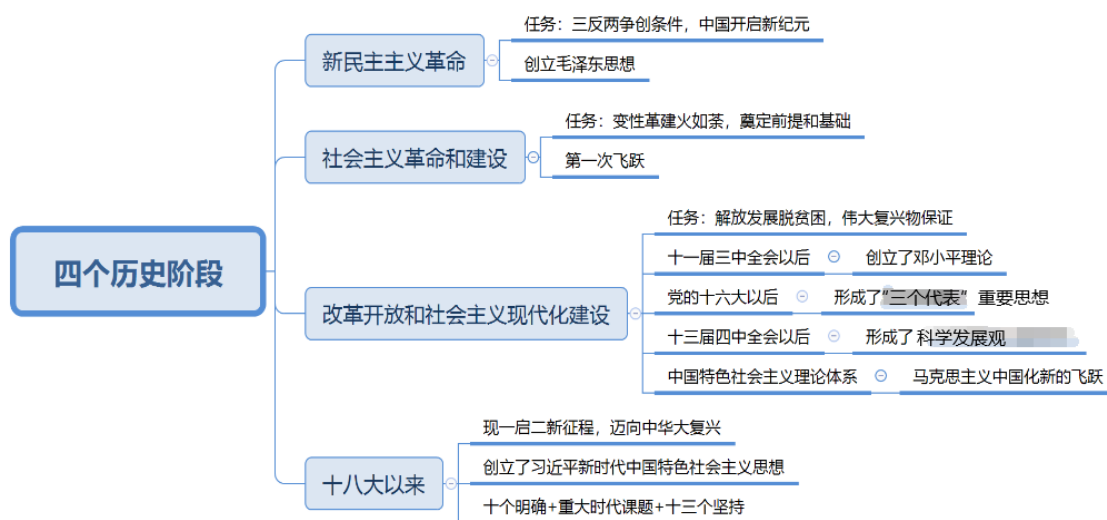 四个历史阶段
新民主主义革命
任务：三反两争创条件，中国开启新纪元
创立毛泽东思想
社会主义革命和建设
任务：变性革建火如荼，奠定前提和基础
第一次飞跃
改革开放和社会主义现代化建设
任务：解放发展脱贫困，伟大复兴物保证
十一届三中全会以后 创立了邓小平理论
党的十六大以后 形成了“三个代表” 重要思想
十三届四中全会以后 形成了科学发展观
中国特色社会主义理论体系 马克思主义中国化新的飞跃
十八大以来
现一启二新征程，迈向中华大复兴
创立了习近平新时代中国特色社会主义思想
十个明确+重大时代课题+十三个坚持